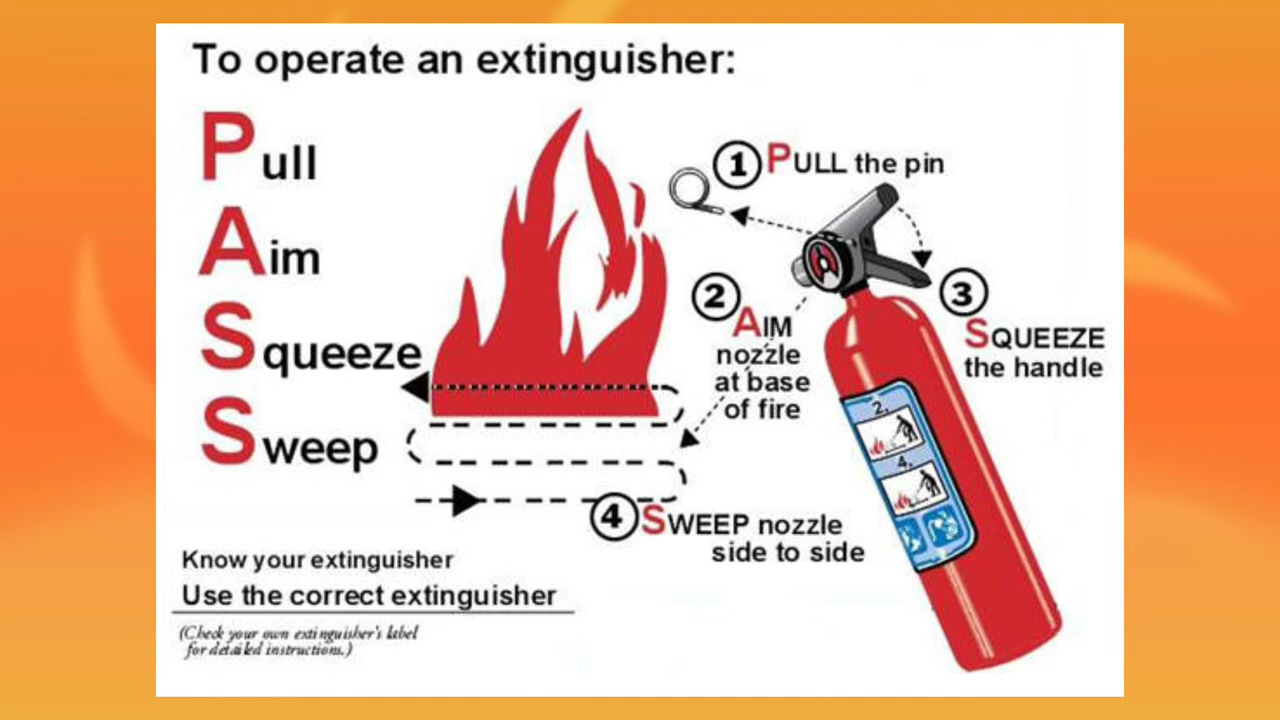 To operate an extinguisher:
Pull
Aim
Squeeze
Sweep
1 PULL the pin
2
AIM
nozzle
at base
of fire
3
SQUEEZE
the handle
4 SWEEP nozzle
side to side
2.
4.
Know your extinguisher
Use the correct extinguisher
(Check your own extinguisher's label
for detailed instructions.)